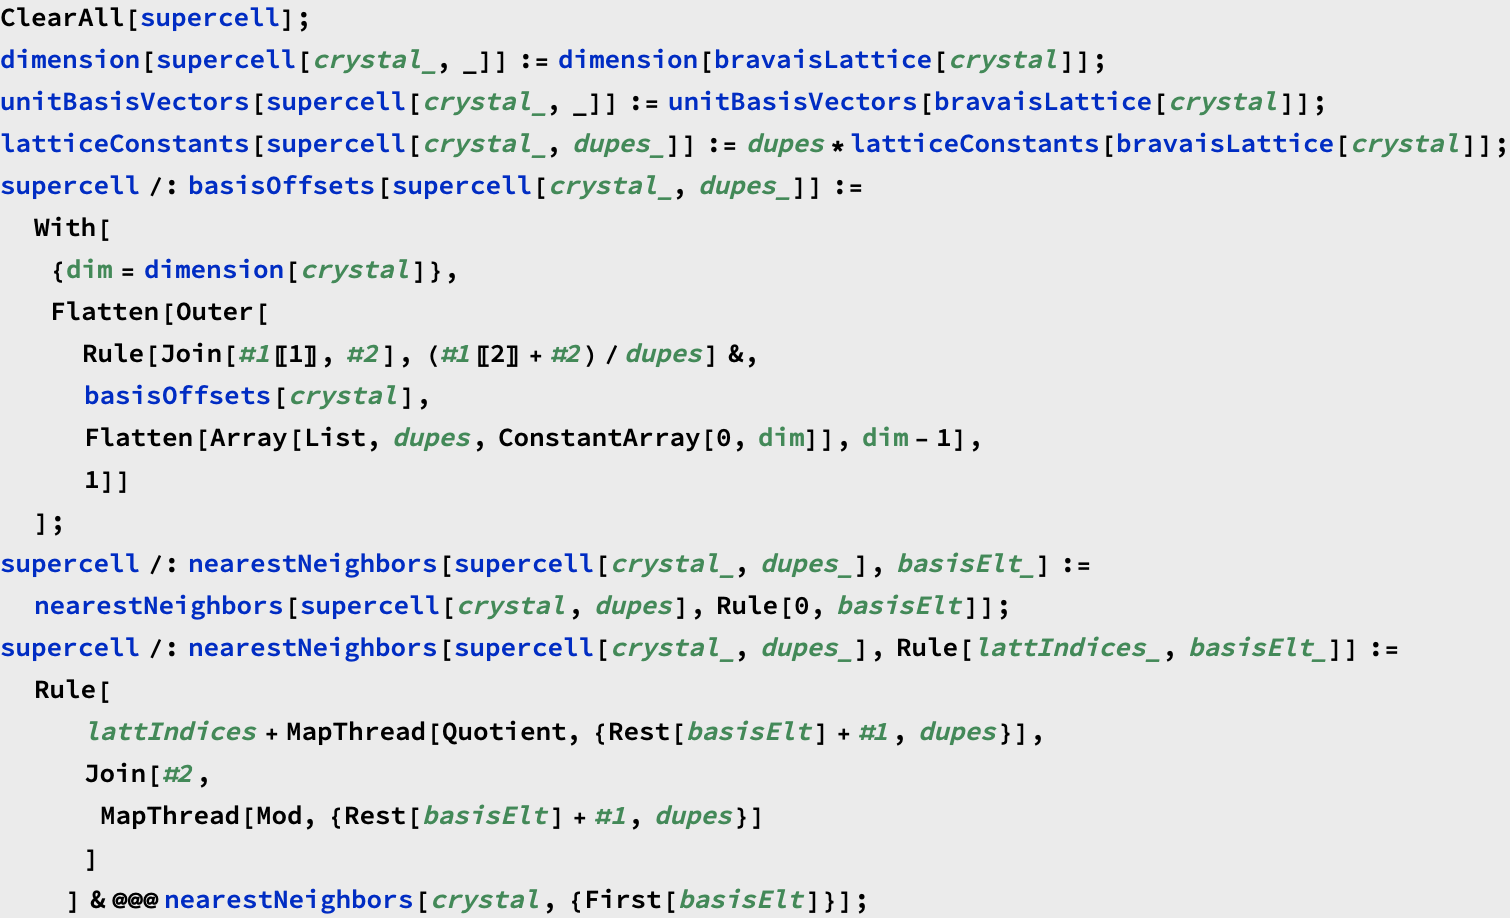 ClearAll[supercell];
dimension[supercell[crystal_, _]] := dimension[bravaisLattice[crystal]];
unitBasisVectors[supercell[crystal_, _]] := unitBasisVectors[bravaisLattice[crystal]];
latticeConstants[supercell[crystal_, dupes_]] := dupes * latticeConstants[bravaisLattice[crystal]];
supercell /: basisOffsets[supercell[crystal_, dupes_]] :=
With[
{dim = dimension[crystal]},
Flatten[Outer[
Rule[Join[#1〚1〛, #2], (#1〚2〛 + #2) / dupes] &,
basisOffsets[crystal],
Flatten[Array[List, dupes, ConstantArray[0, dim]], dim - 1],
1]]
];
supercell /: nearestNeighbors[supercell[crystal_, dupes_], basisElt_] :=
nearestNeighbors[supercell[crystal, dupes], Rule[0, basisElt]];
supercell /: nearestNeighbors[supercell[crystal_, dupes_], Rule[lattIndices_, basisElt_]] :=
Rule[
lattIndices + MapThread[Quotient, {Rest[basisElt] + #1, dupes}],
Join[#2,
MapThread[Mod, {Rest[basisElt] + #1, dupes}]
]
] & @@@ nearestNeighbors[crystal, {First[basisElt]}];